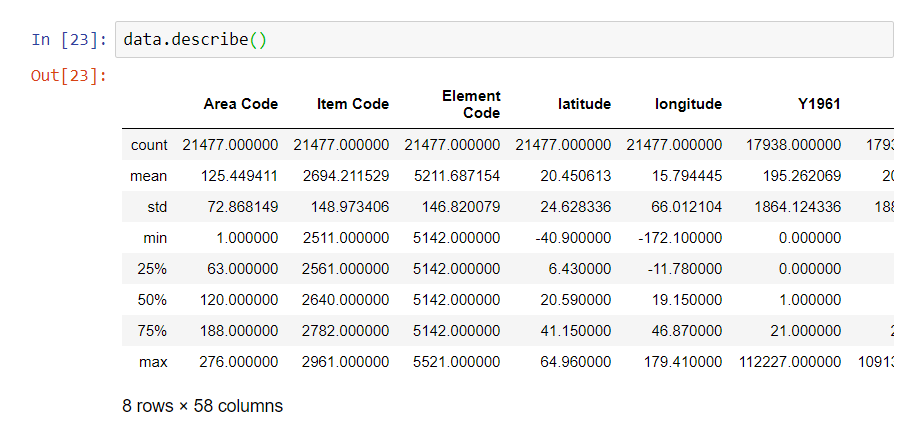 In [23]: data.describe()
Out[23]:
Area Code Item Code Element Code latitude longitude Y1961
count 21477.000000 21477.000000 21477.000000 21477.000000 21477.000000 17938.000000
mean 125.449411 2694.211529 5211.687154 20.450613 15.794445 195.262069
std 72.868149 148.973406 146.820079 24.628336 66.012104 1864.124336
min 1.000000 2511.000000 5142.000000 -40.900000 -172.100000 0.000000
25% 63.000000 2561.000000 5142.000000 6.430000 -11.780000 0.000000
50% 120.000000 2640.000000 5142.000000 20.590000 19.150000 1.000000
75% 188.000000 2782.000000 5142.000000 41.150000 46.870000 21.000000
max 276.000000 2961.000000 5521.000000 64.960000 179.410000 112227.000000
8 rows × 58 columns